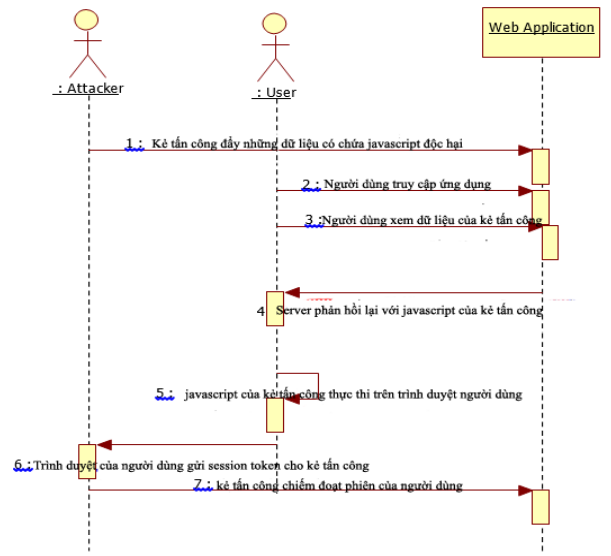 Web Application
: Attacker
: User
1 : Kẻ tấn công đẩy những dữ liệu có chứa javascript độc hại
2 : Người dùng truy cập ứng dụng
3 :Người dùng xem dữ liệu của kẻ tấn công
4 Server phản hồi lại với javascript của kẻ tấn công
5 : javascript của kẻ tấn công thực thi trên trình duyệt người dùng
6 :Trình duyệt của người dùng gửi session token cho kẻ tấn công
7 : kẻ tấn công chiếm đoạt phiên của người dùng